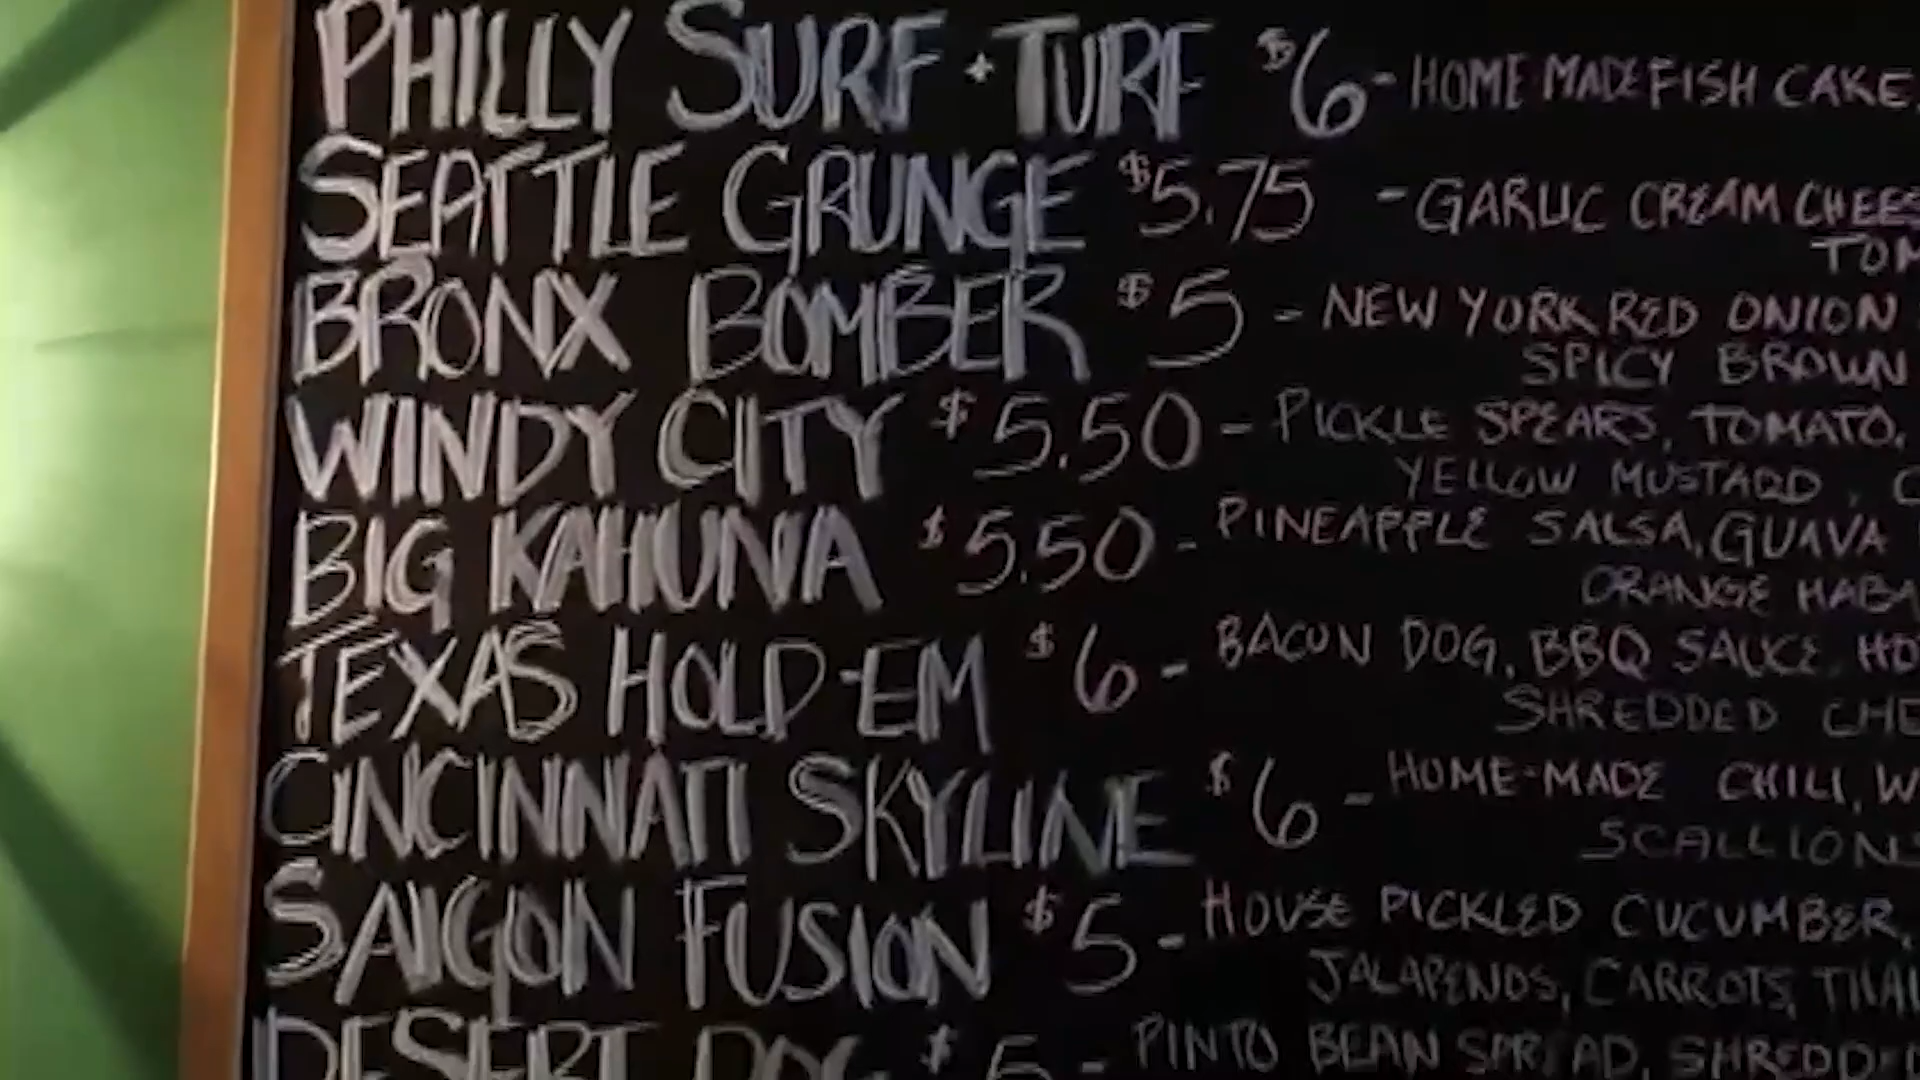 PHILLY SURF + TURF $6 - HOME MADE FISH CAKE,
SEATTLE GRUNGE $5.75 - GARLIC CREAM CHEES
TOM
BRONX BOMBER $5 - NEW YORK RED ONION
SPICY BROWN
WINDY CITY $5.50 - PICKLE SPEARS, TOMATO,
YELLOW MUSTARD, C
BIG KAHUNA $5.50 - PINEAPPLE SALSA, GUAVA
ORANGE HABA
TEXAS HOLD-EM $6 - BACON DOG, BBQ SAUCE, HO
SHREDDED CHE
CINCINNATI SKYLINE $6 - HOME-MADE CHILI, W
SCALLIONS
SAIGON FUSION $5 - HOUSE PICKLED CUCUMBER,
JALAPENOS, CARROTS, THAI
DESERT DOG $5 - PINTO BEAN SPREAD, SHREDDED